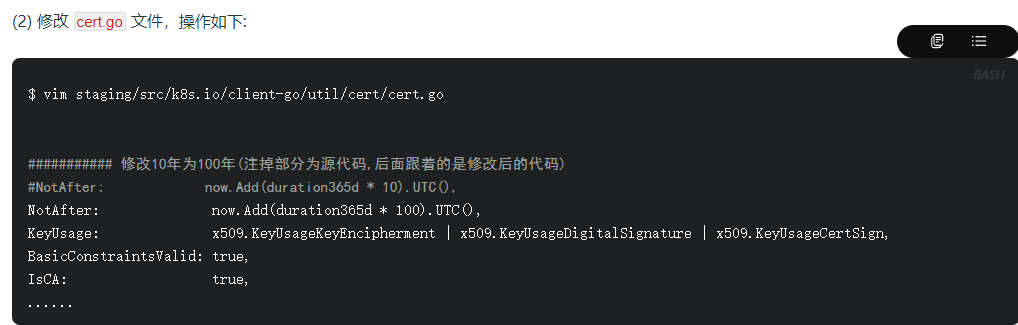 (2) 修改 cert.go 文件，操作如下:
BASH
$ vim staging/src/k8s.io/client-go/util/cert/cert.go
########### 修改10年为100年(注掉部分为源代码,后面跟着的是修改后的代码)
#NotAfter:             now.Add(duration365d * 10).UTC(),
NotAfter:              now.Add(duration365d * 100).UTC(),
KeyUsage:              x509.KeyUsageKeyEncipherment | x509.KeyUsageDigitalSignature | x509.KeyUsageCertSign,
BasicConstraintsValid: true,
IsCA:                  true,
......